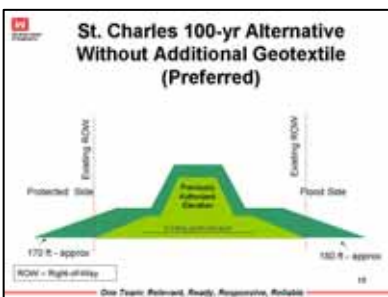 St. Charles 100-yr Alternative
Without Additional Geotextile
(Preferred)
Existing ROW
Existing ROW
Protected Side
Previously
Authorized
Elevation
Flood Side
170 ft - approx
180 ft - approx
ROW = Right-of-Way
One Team: Relevant, Ready, Responsive, Reliable